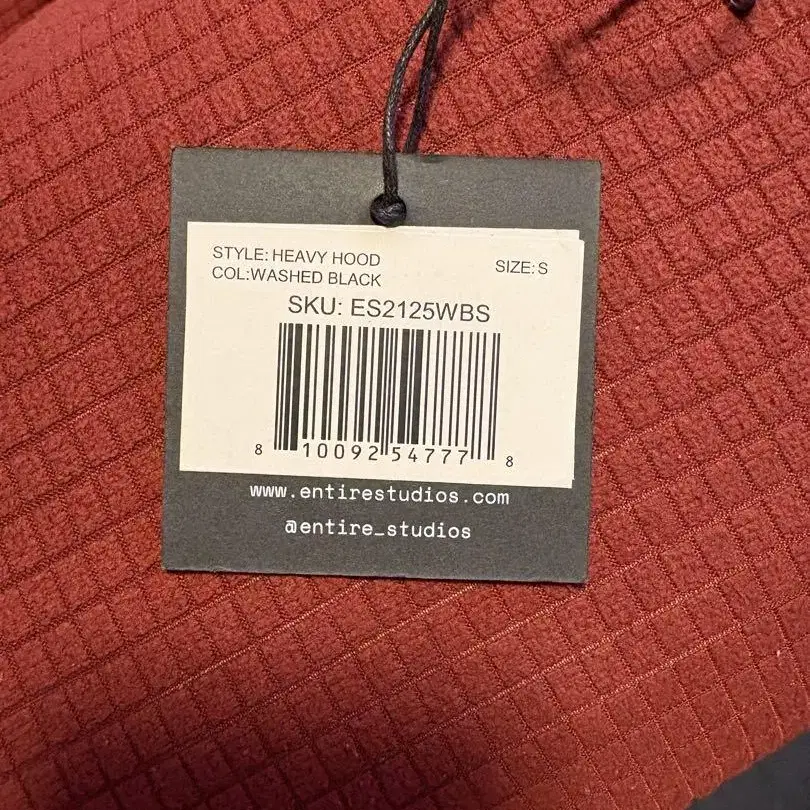 STYLE: HEAVY HOOD SIZE: S
COL:WASHED BLACK
SKU: ES2125WBS
8 10092 54777 8
www.entirestudios.com
@entire_studios